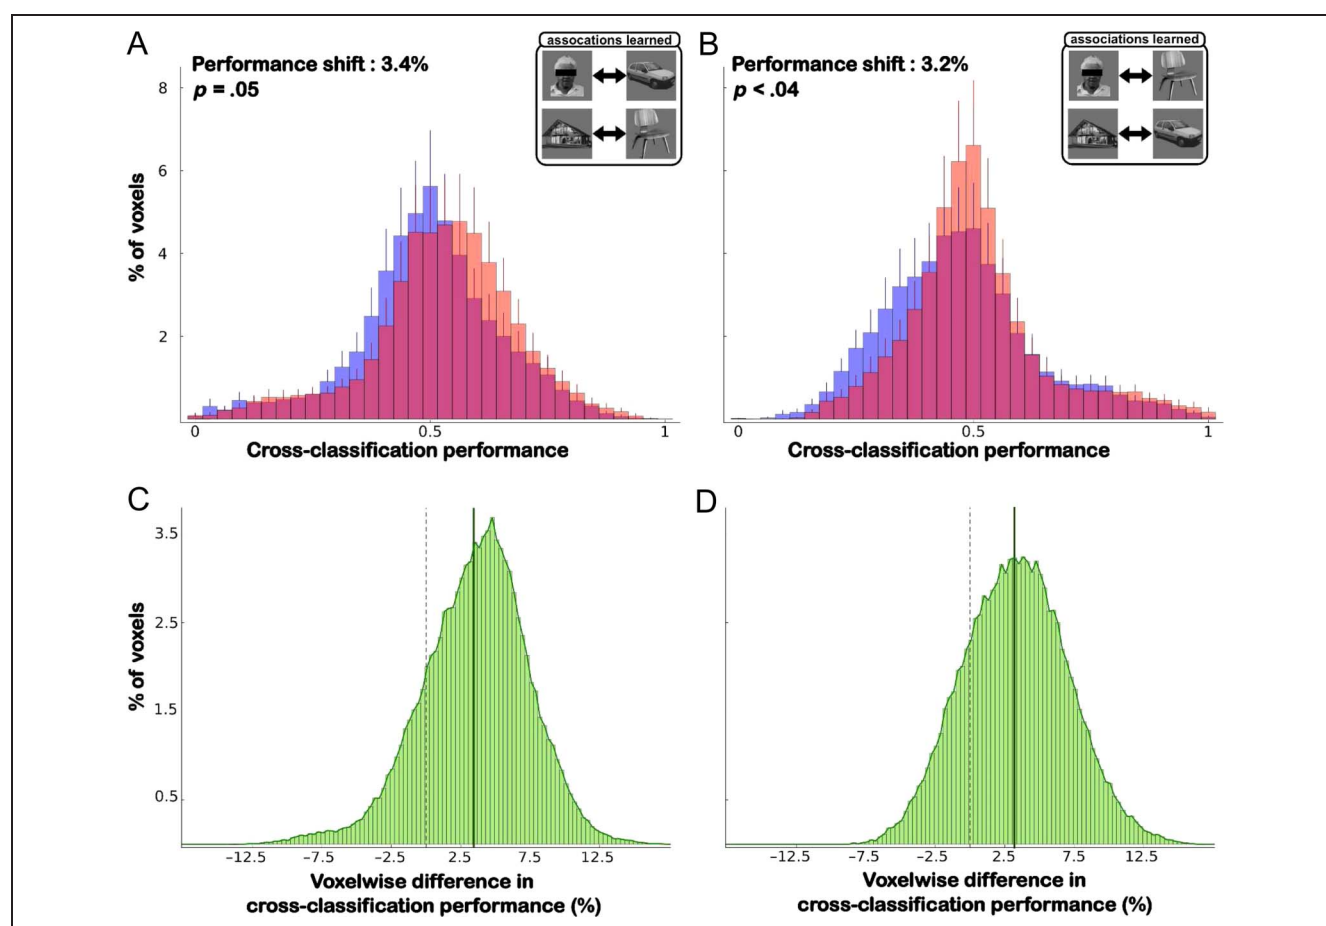 A
Performance shift : 3.4%
p = .05
assocations learned
8
6
4
2
% of voxels
0
0.5
1
Cross-classification performance
B
Performance shift : 3.2%
p < .04
associations learned
0
0.5
1
Cross-classification performance
C
3.5
2.5
1.5
0.5
% of voxels
−12.5
−7.5
−2.5
2.5
7.5
12.5
Voxelwise difference in
cross-classification performance (%)
D
−12.5
−7.5
−2.5
2.5
7.5
12.5
Voxelwise difference in
cross-classification performance (%)